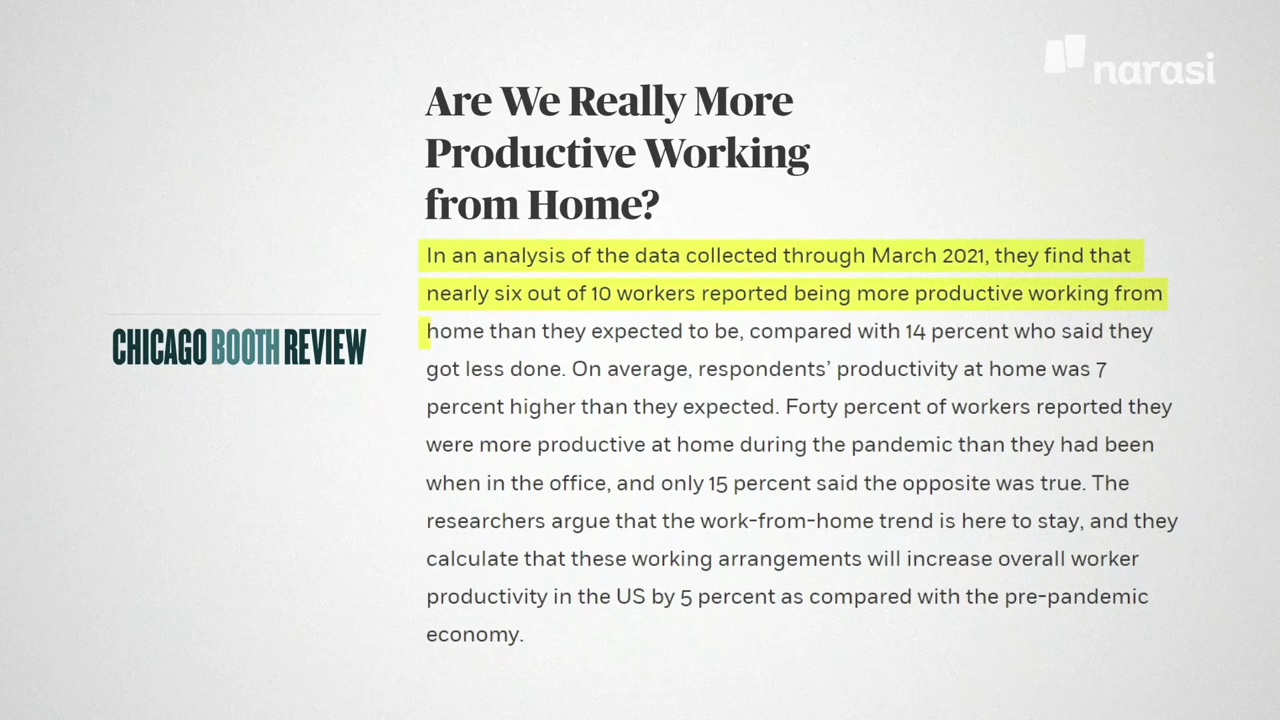 narasi
Are We Really More
Productive Working
from Home?
In an analysis of the data collected through March 2021, they find that
nearly six out of 10 workers reported being more productive working from
home than they expected to be, compared with 14 percent who said they
got less done. On average, respondents’ productivity at home was 7
percent higher than they expected. Forty percent of workers reported they
were more productive at home during the pandemic than they had been
when in the office, and only 15 percent said the opposite was true. The
researchers argue that the work-from-home trend is here to stay, and they
calculate that these working arrangements will increase overall worker
productivity in the US by 5 percent as compared with the pre-pandemic
economy.
CHICAGO BOOTH REVIEW